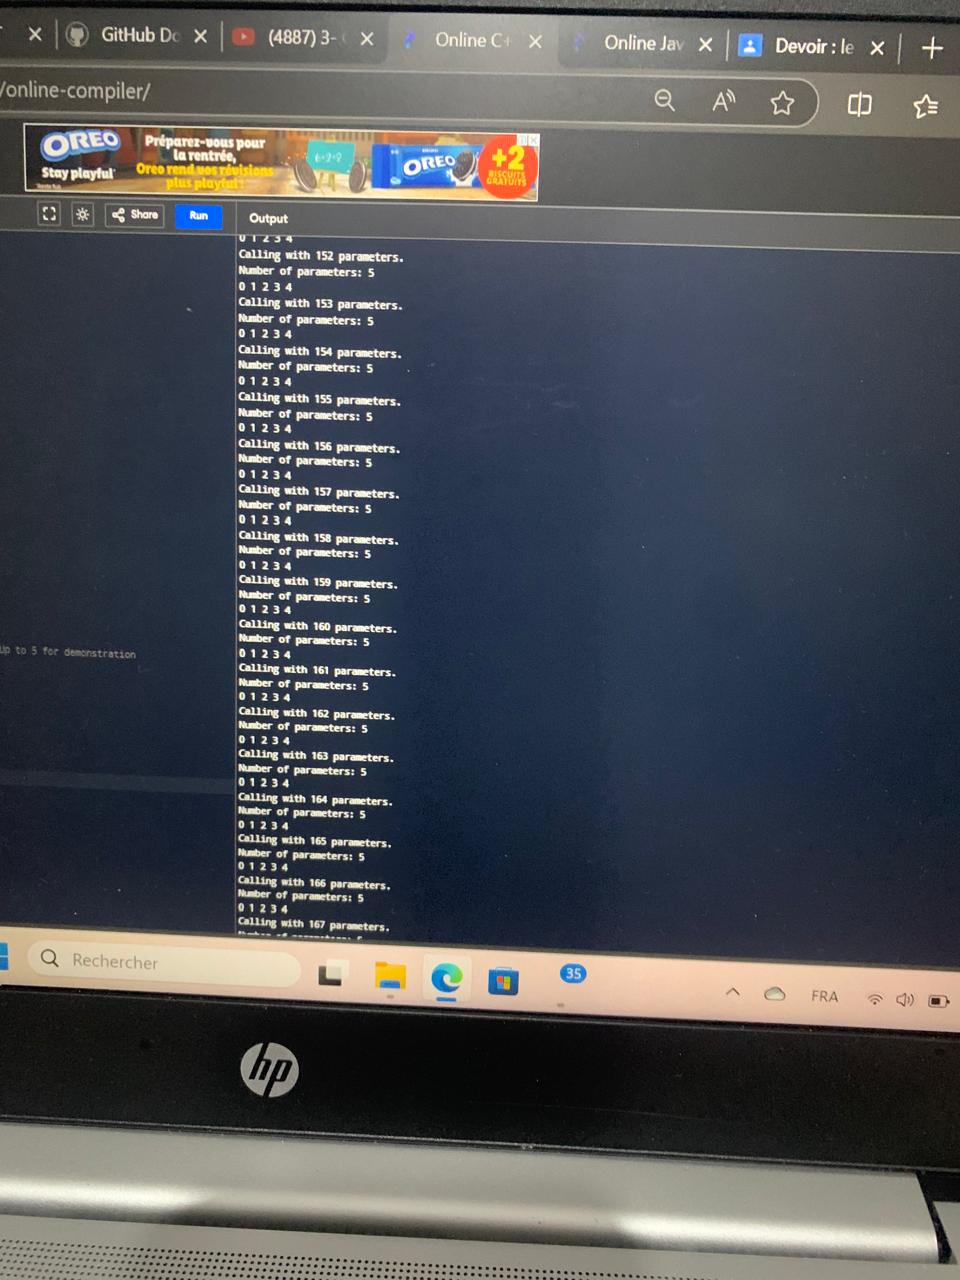 GitHub Do
(4887) 3-
Online C+
Online Jav
Devoir : le
/online-compiler/
OREO
Stay playful
Préparez-vous pour
la rentrée,
Oreo rend vos révisions
plus playful !
6+2=?
OREO
+2
BISCUITS
GRATUITS
Share
Run
Output
0 1 2 3 4
Calling with 152 parameters.
Number of parameters: 5
0 1 2 3 4
Calling with 153 parameters.
Number of parameters: 5
0 1 2 3 4
Calling with 154 parameters.
Number of parameters: 5
0 1 2 3 4
Calling with 155 parameters.
Number of parameters: 5
0 1 2 3 4
Calling with 156 parameters.
Number of parameters: 5
0 1 2 3 4
Calling with 157 parameters.
Number of parameters: 5
0 1 2 3 4
Calling with 158 parameters.
Number of parameters: 5
0 1 2 3 4
Calling with 159 parameters.
Number of parameters: 5
0 1 2 3 4
Calling with 160 parameters.
Number of parameters: 5
0 1 2 3 4
Calling with 161 parameters.
Number of parameters: 5
0 1 2 3 4
Calling with 162 parameters.
Number of parameters: 5
0 1 2 3 4
Calling with 163 parameters.
Number of parameters: 5
0 1 2 3 4
Calling with 164 parameters.
Number of parameters: 5
0 1 2 3 4
Calling with 165 parameters.
Number of parameters: 5
0 1 2 3 4
Calling with 166 parameters.
Number of parameters: 5
0 1 2 3 4
Calling with 167 parameters.
Up to 5 for demonstration
Rechercher
35
FRA
hp